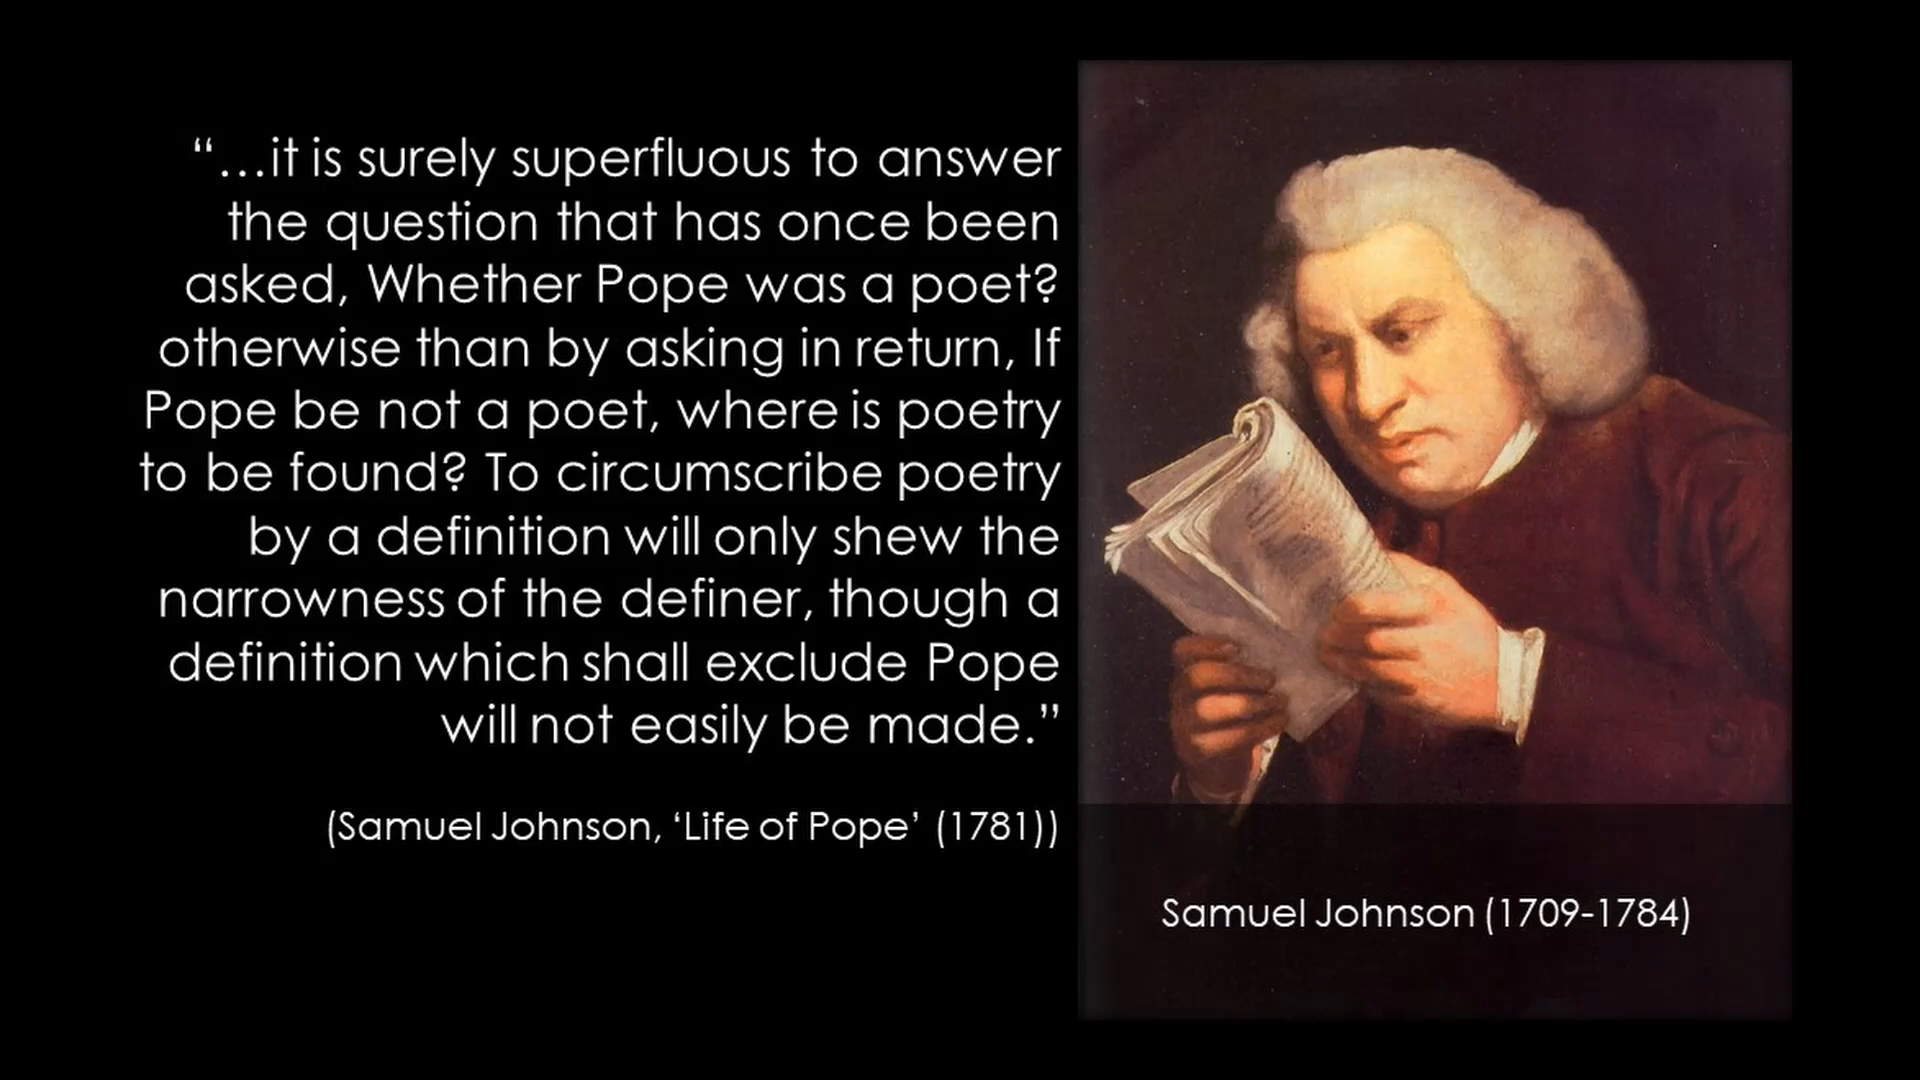 “…it is surely superfluous to answer
the question that has once been
asked, Whether Pope was a poet?
otherwise than by asking in return, If
Pope be not a poet, where is poetry
to be found? To circumscribe poetry
by a definition will only shew the
narrowness of the definer, though a
definition which shall exclude Pope
will not easily be made.”
(Samuel Johnson, ‘Life of Pope’ (1781))
Samuel Johnson (1709-1784)